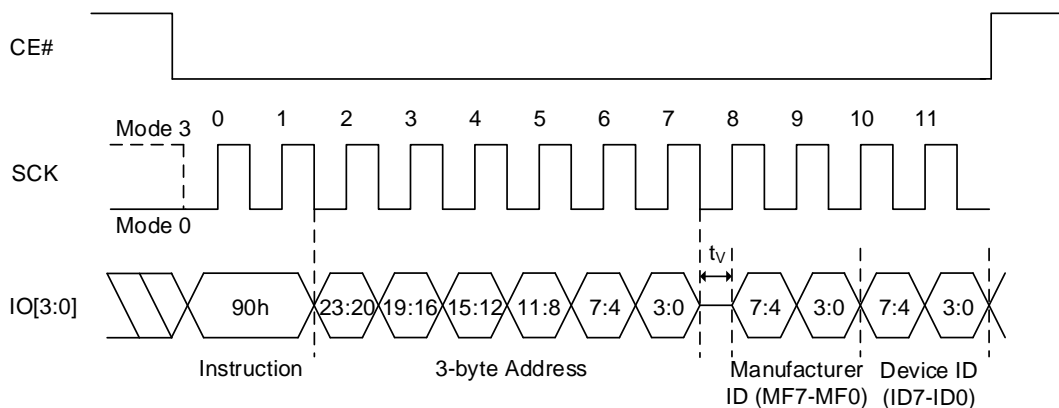 CE#
0 1 2 3 4 5 6 7 8 9 10 11
Mode 3
SCK
Mode 0
tV
IO[3:0]
90h 23:20 19:16 15:12 11:8 7:4 3:0 7:4 3:0 7:4 3:0
Instruction 3-byte Address Manufacturer Device ID
ID (MF7-MF0) (ID7-ID0)